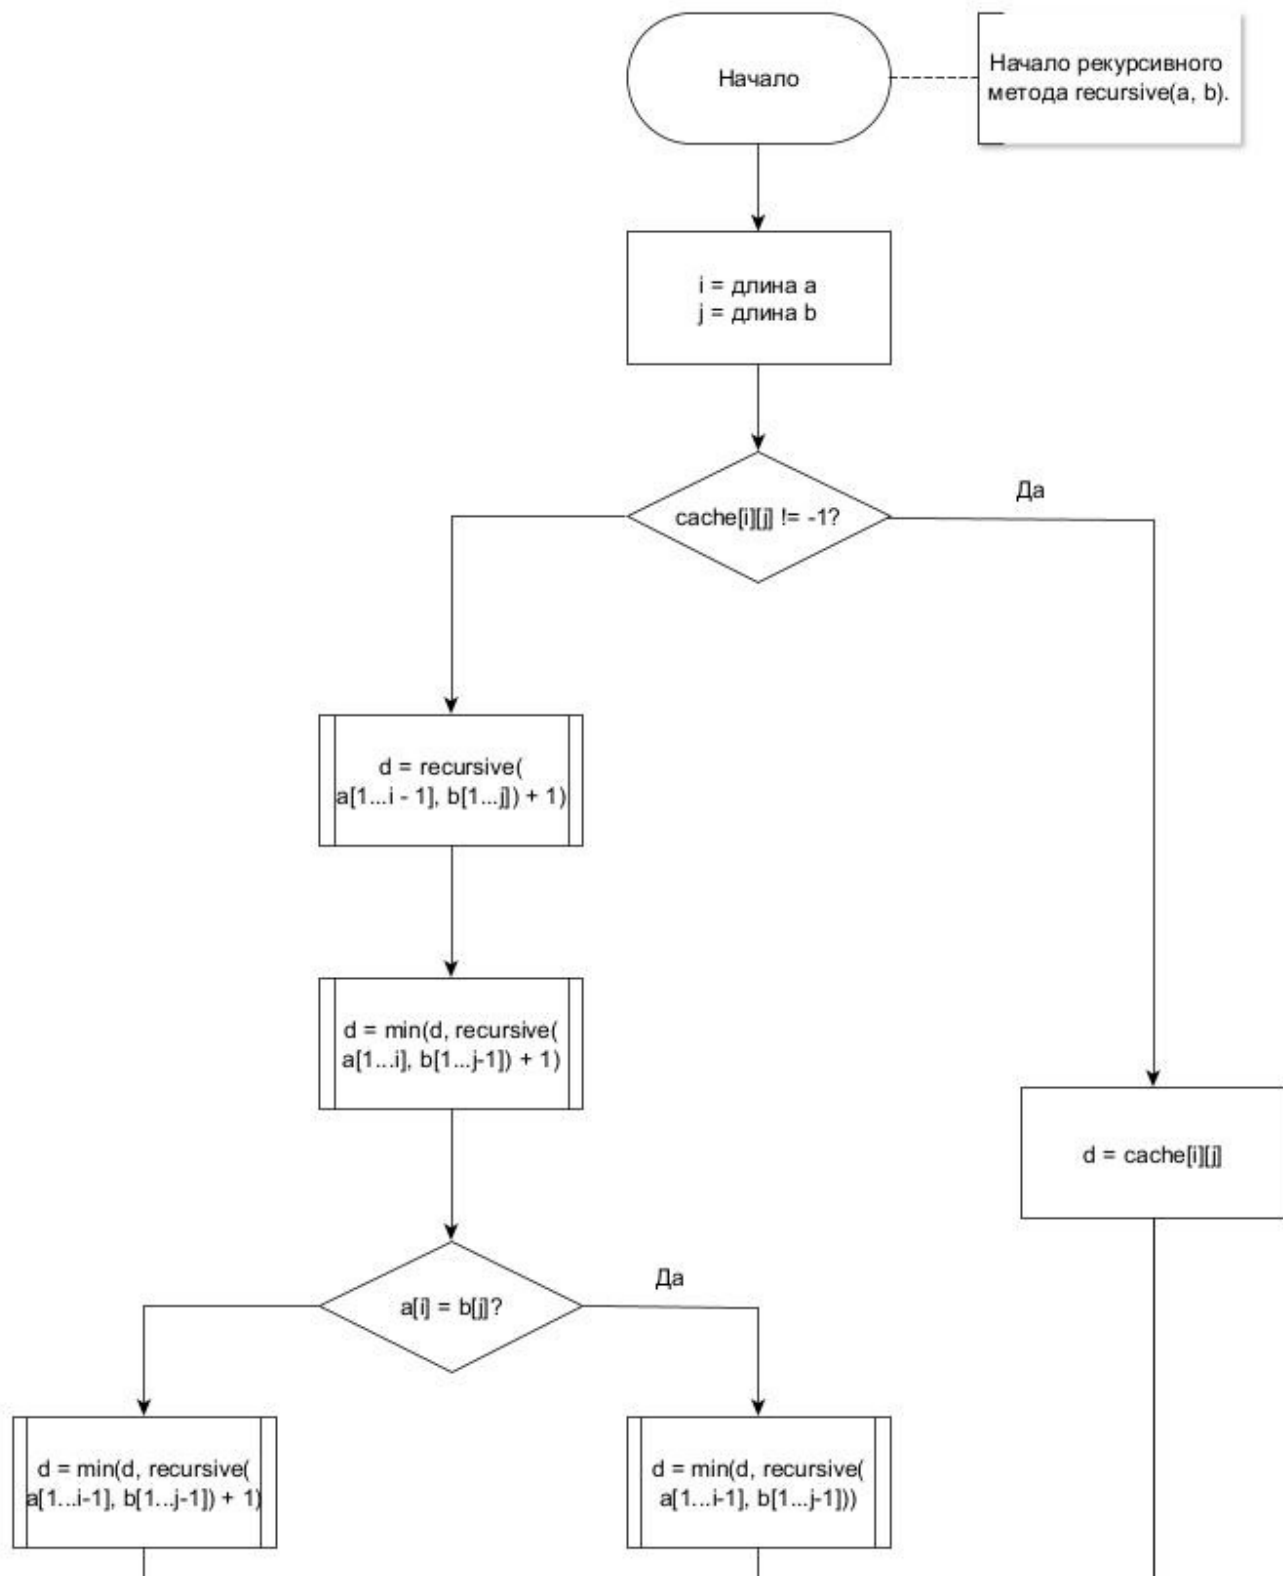 Начало
Начало рекурсивного
метода recursive(a, b).
i = длина a
j = длина b
cache[i][j] != -1?
Да
d = recursive(
a[1...i - 1], b[1...j]) + 1)
d = min(d, recursive(
a[1...i], b[1...j-1]) + 1)
d = cache[i][j]
a[i] = b[j]?
Да
d = min(d, recursive(
a[1...i-1], b[1...j-1]) + 1)
d = min(d, recursive(
a[1...i-1], b[1...j-1]))